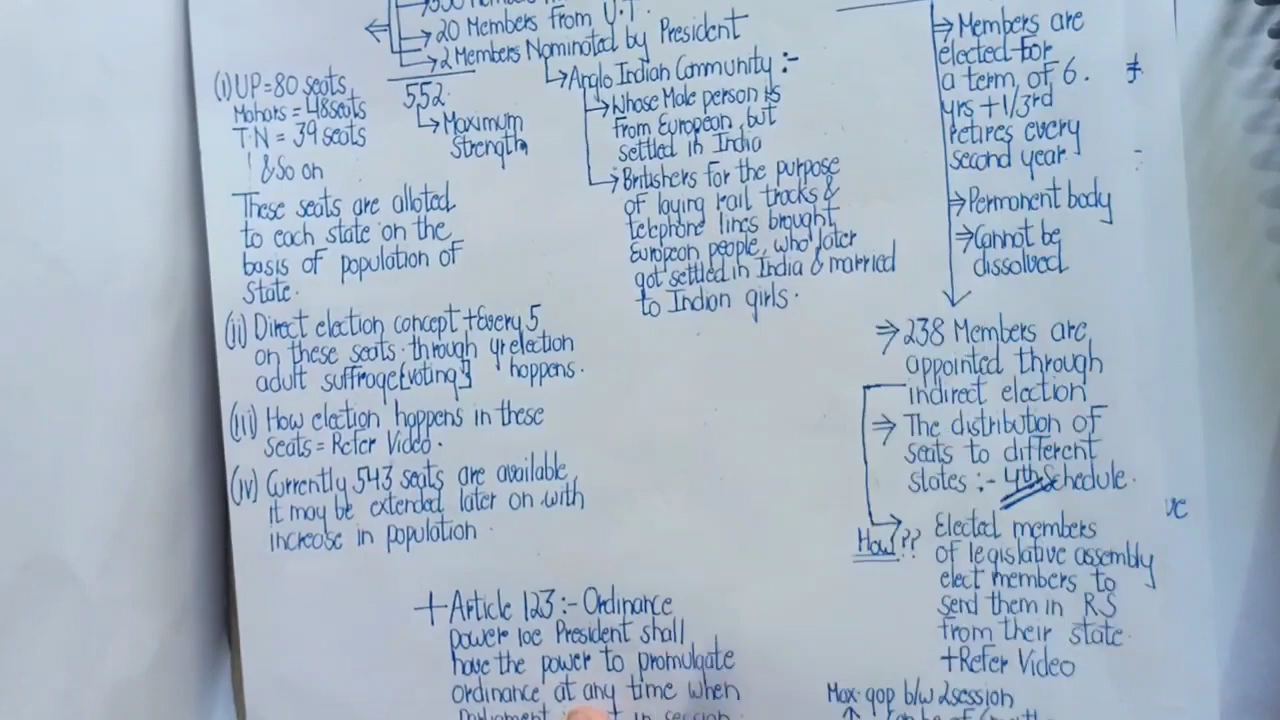 530 Members
20 Members From U.T.
2 Members Nominated by President
552
Maximum
Strength
Anglo Indian Community :-
Whose Male person is
From European, but
settled in India
Britishers for the purpose
of laying rail tracks &
telephone lines brought
European people, who later
got settled in India & married
to Indian girls.
(i) UP = 80 seats
Mohars = 48 seats
T.N = 39 seats
& So on
These seats are alloted
to each state on the
basis of population of
State.
(ii) Direct election concept + Every 5
on these seats through yr election
adult suffrage [voting] happens.
(iii) How election happens in these
seats = Refer Video.
(iv) Currently 543 seats are available,
it may be extended later on with
increase in population
+ Article 123 :- Ordinance
power ioe President shall
have the power to promulgate
ordinance at any time when
Parliament in session
⇒ Members are
elected for
a term of 6.
yrs + 1/3rd
retires every
second year
⇒ Permanent body
⇒ Cannot be
dissolved
⇒ 238 Members are
appointed through
indirect election
⇒ The distribution of
seats to different
states :- 4th Schedule.
How??
Elected members
of legislative assembly
elect members to
send them in RS
from their state
+ Refer Video
Max. gap b/w 2 session
ve